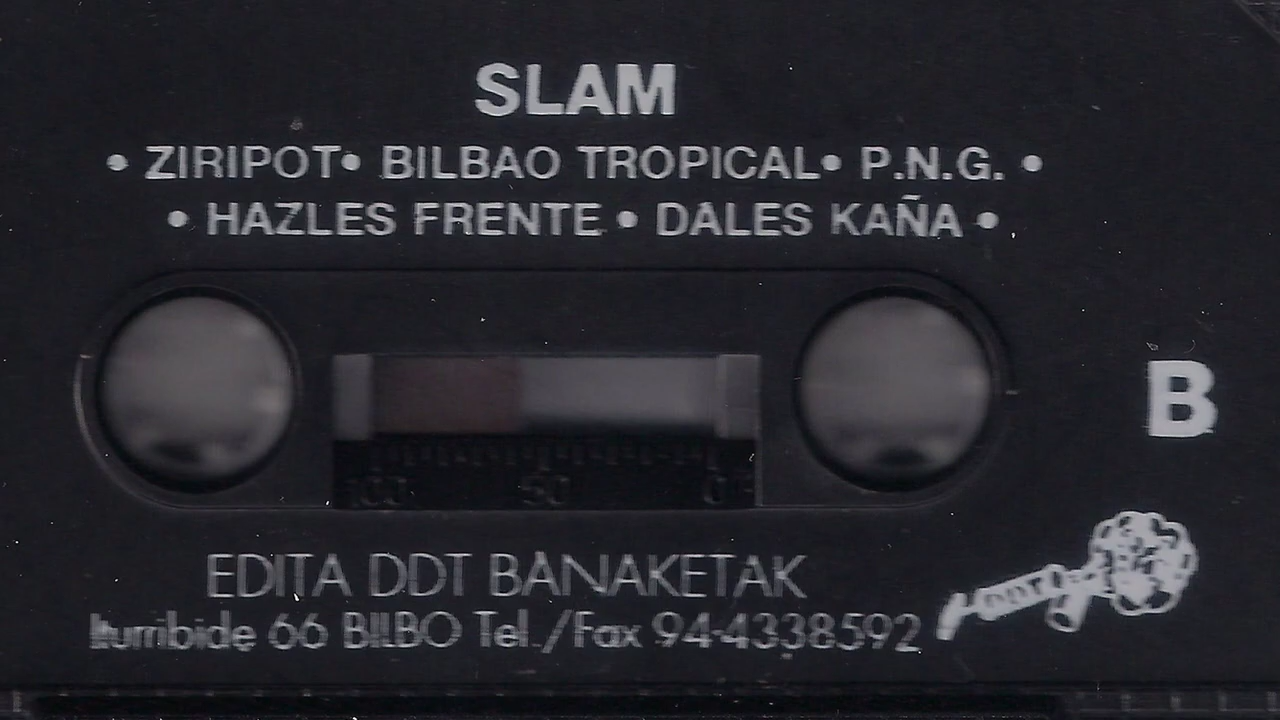 SLAM
• ZIRIPOT• BILBAO TROPICAL• P.N.G. •
• HAZLES FRENTE • DALES KAÑA •
100 50 0
B
EDITA DDT BANAKETAK
DDT
Iturribide 66 BILBO Tel./Fax 94-4338592